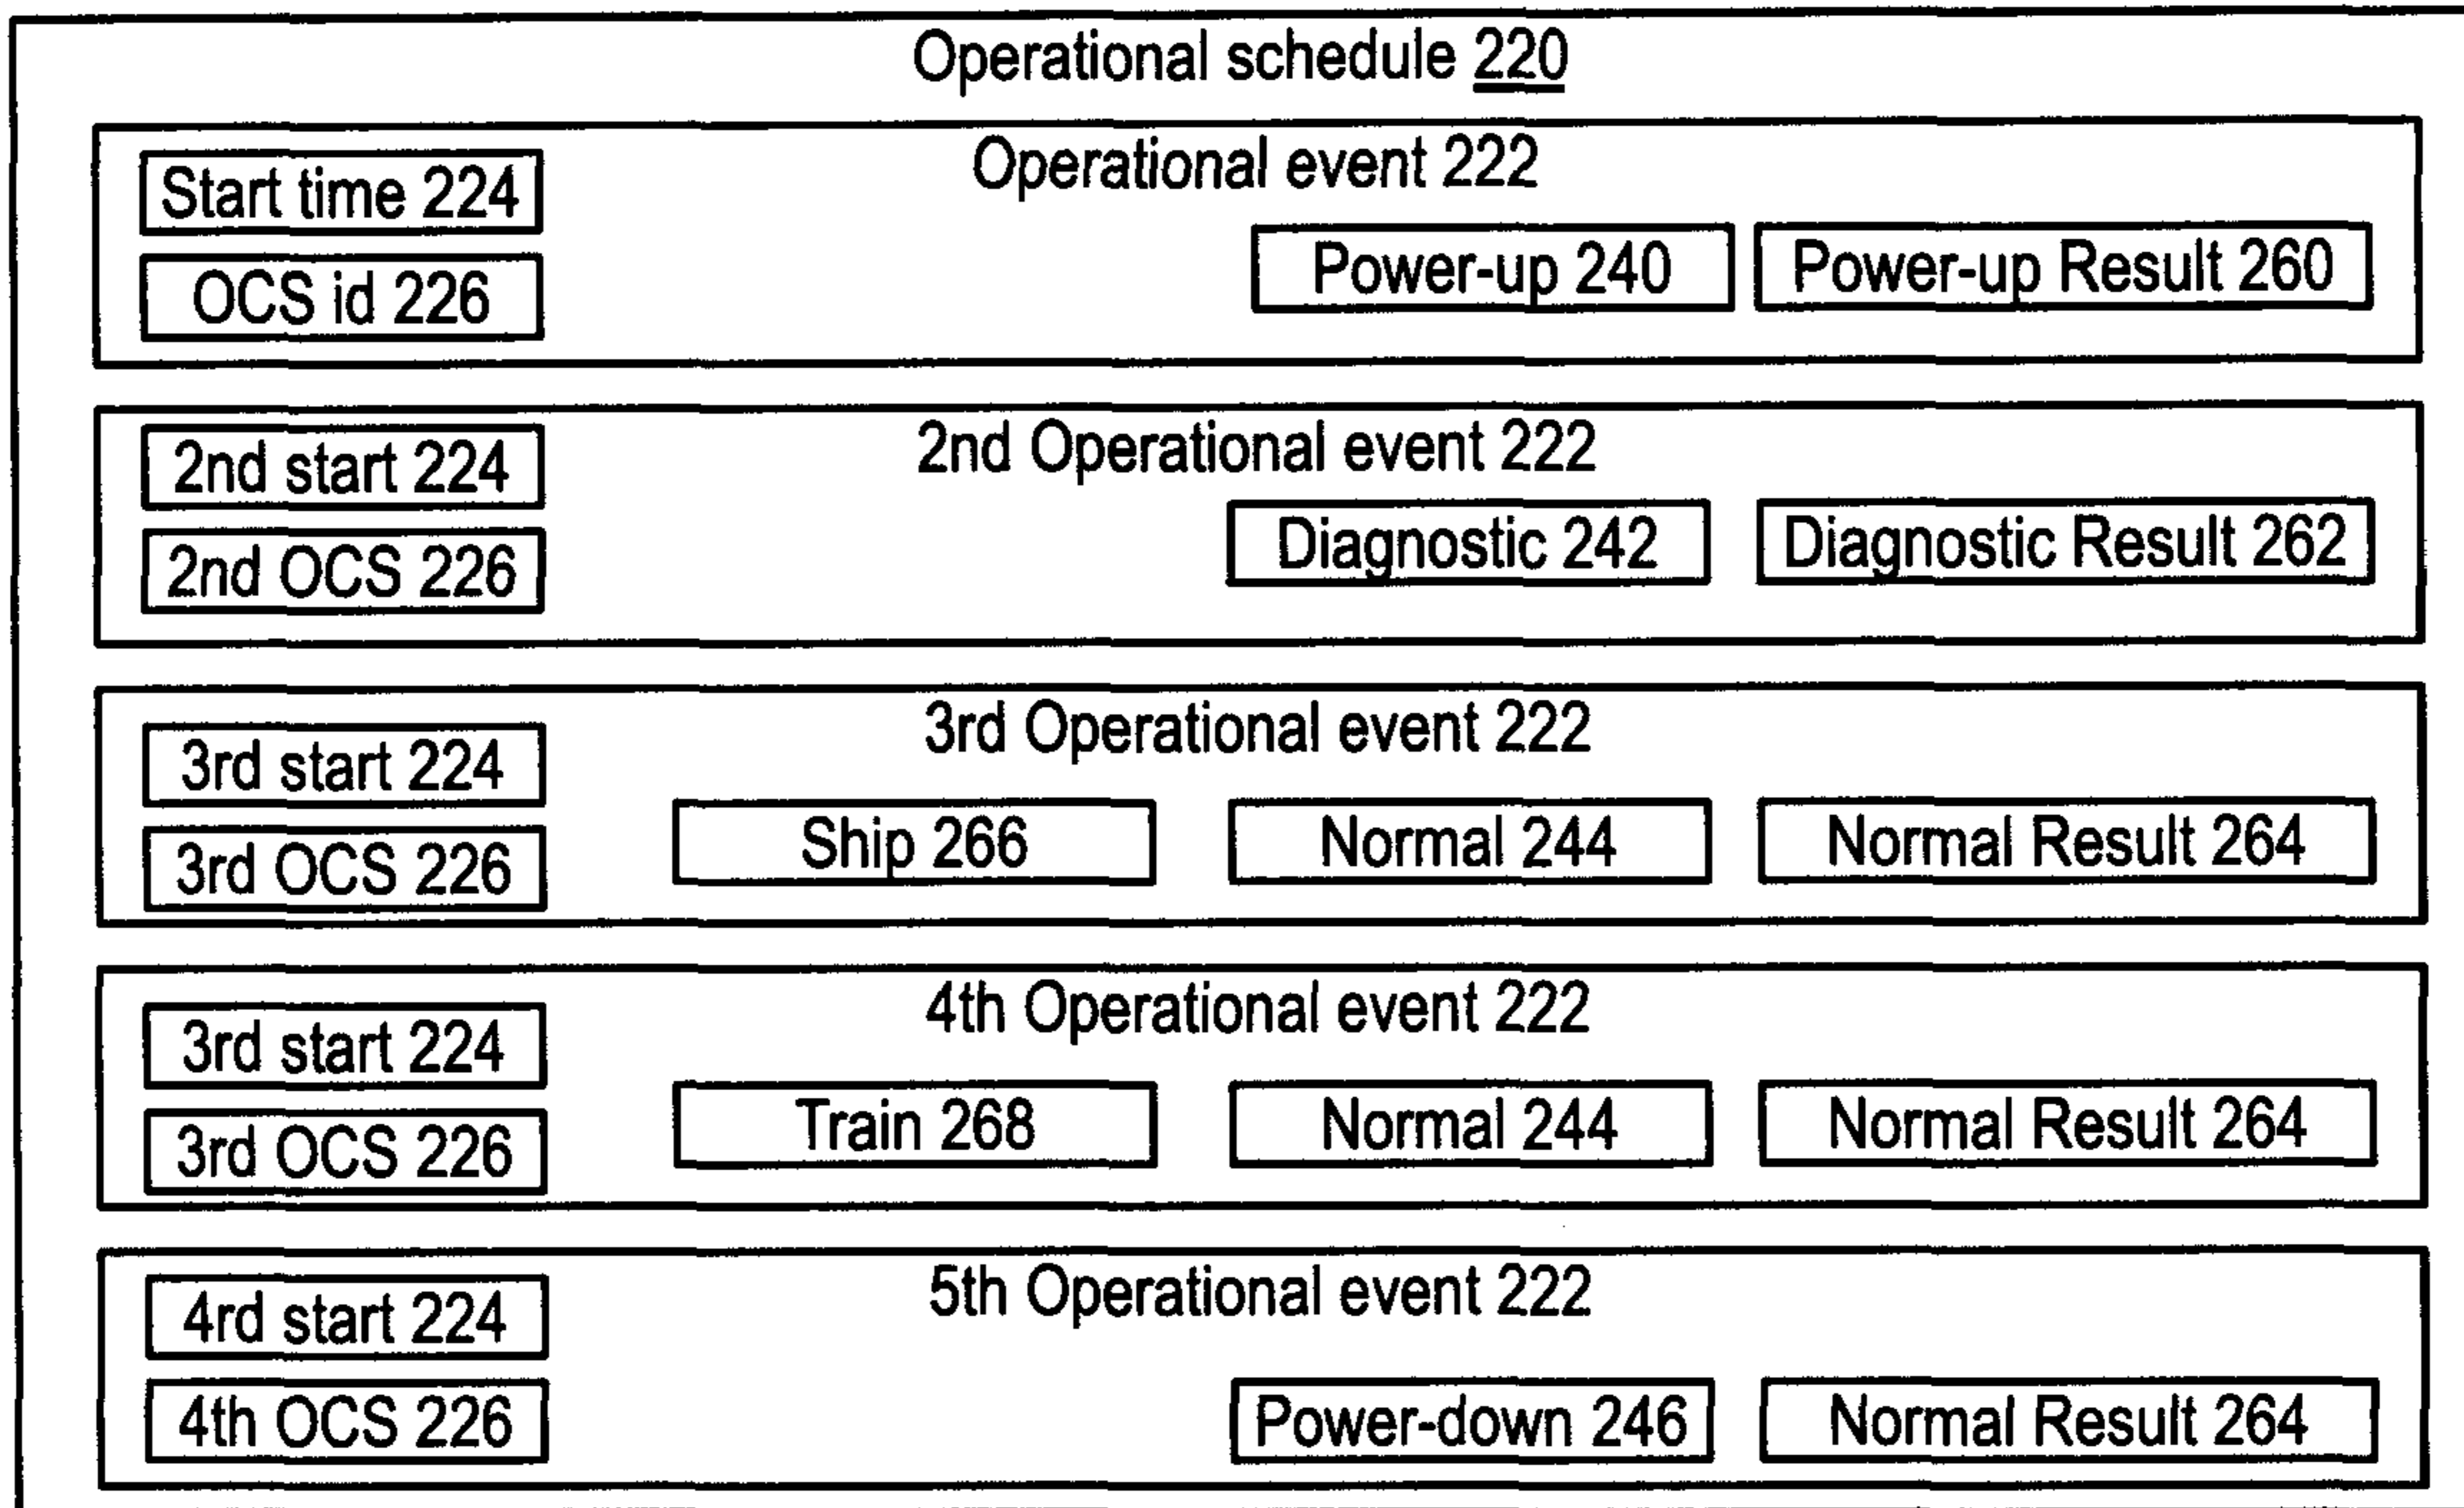 Operational schedule 220
Operational event 222
Start time 224
OCS id 226
Power-up 240
Power-up Result 260
2nd Operational event 222
2nd start 224
2nd OCS 226
Diagnostic 242
Diagnostic Result 262
3rd Operational event 222
3rd start 224
3rd OCS 226
Ship 266
Normal 244
Normal Result 264
4th Operational event 222
3rd start 224
3rd OCS 226
Train 268
Normal 244
Normal Result 264
5th Operational event 222
4rd start 224
4th OCS 226
Power-down 246
Normal Result 264